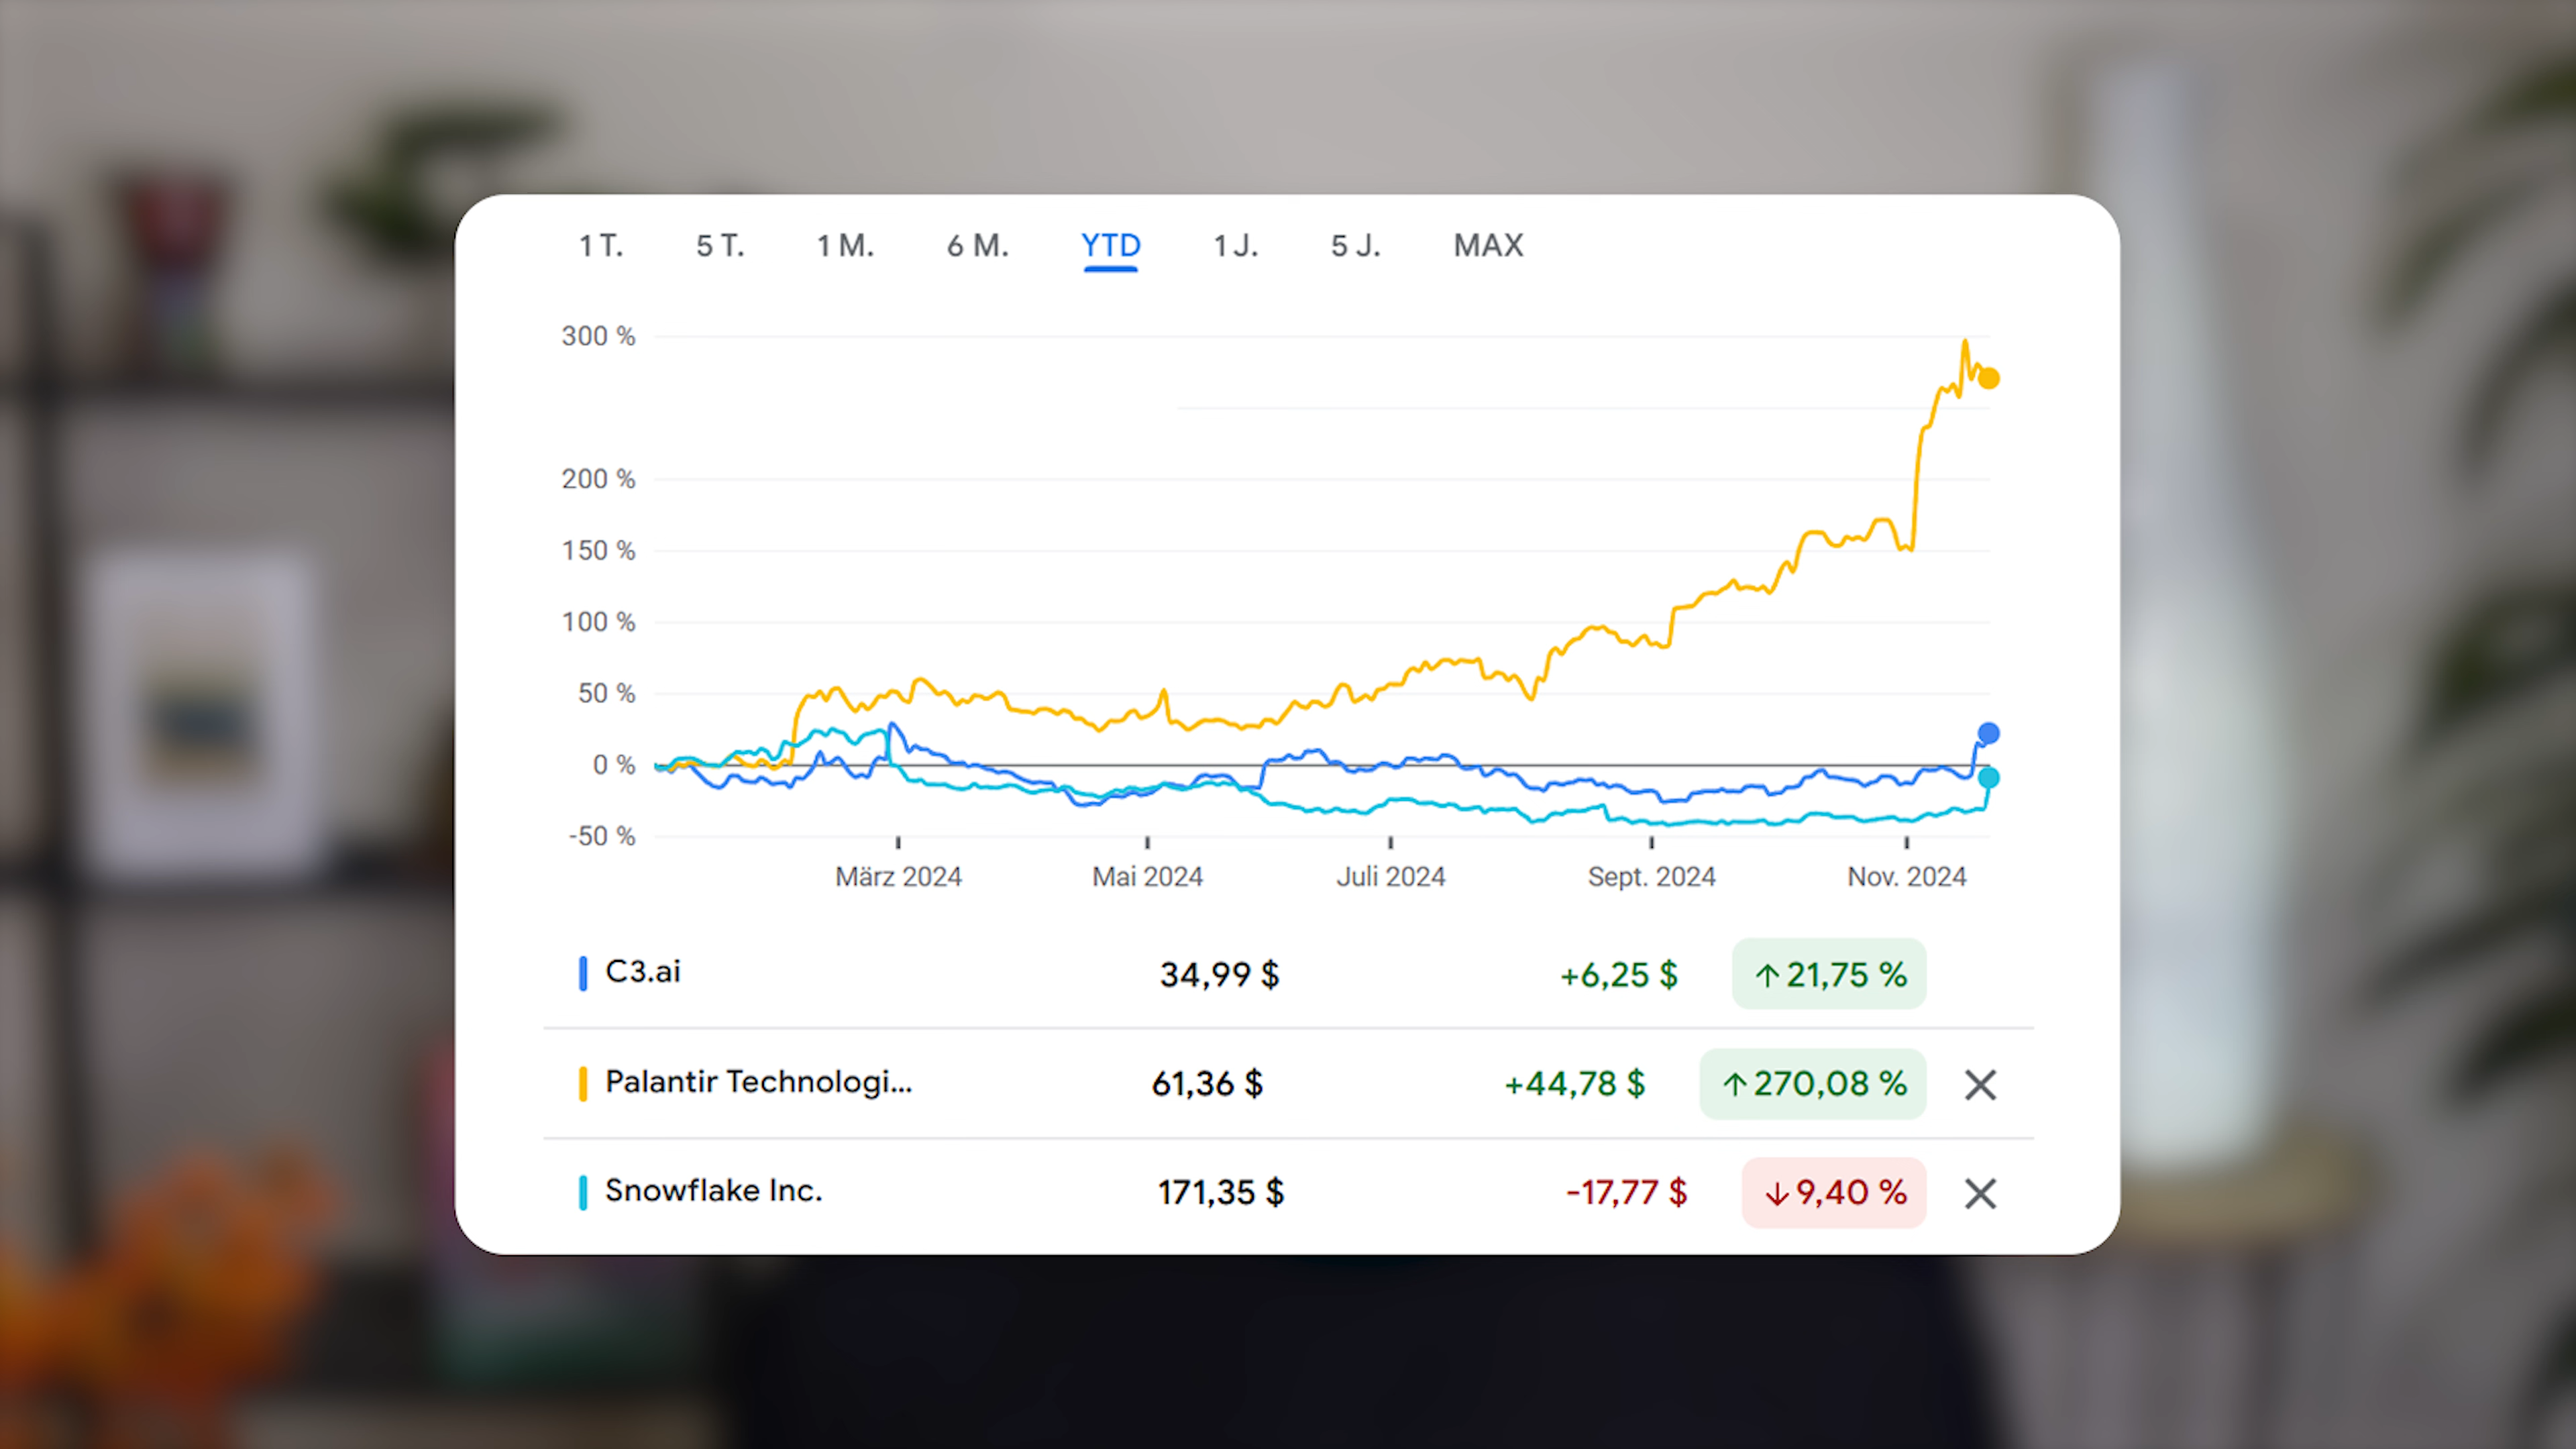 1 T. 5 T. 1 M. 6 M. YTD 1 J. 5 J. MAX
300 %
200 %
150 %
100 %
50 %
0 %
-50 %
März 2024 Mai 2024 Juli 2024 Sept. 2024 Nov. 2024
C3.ai 34,99 $ +6,25 $ ↑ 21,75 %
Palantir Technologi... 61,36 $ +44,78 $ ↑ 270,08 %
Snowflake Inc. 171,35 $ -17,77 $ ↓ 9,40 %